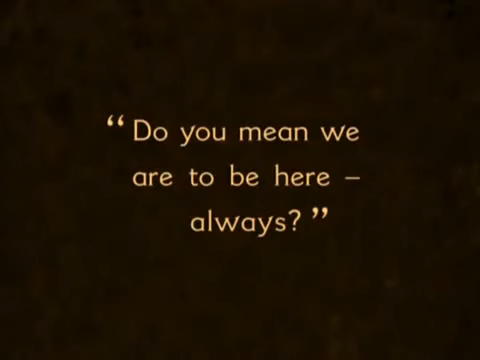 “Do you mean we
are to be here –
always?”